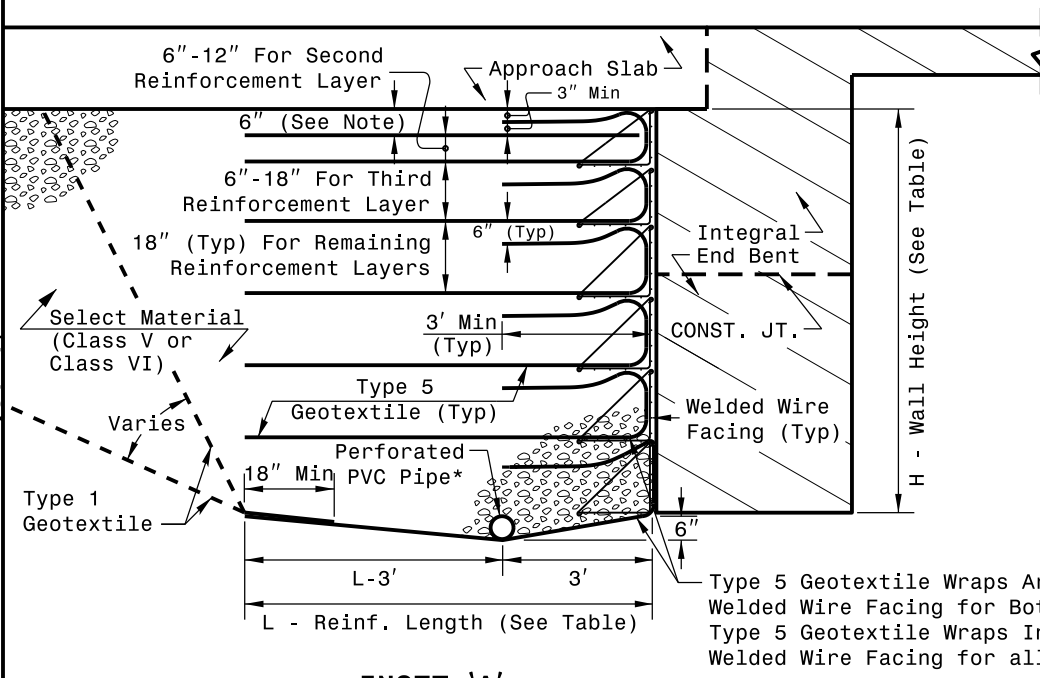 6"-12" For Second
Reinforcement Layer
Approach Slab
3" Min
6" (See Note)
6"-18" For Third
Reinforcement Layer
6" (Typ)
18" (Typ) For Remaining
Reinforcement Layers
Integral
End Bent
H - Wall Height (See Table)
Select Material
(Class V or
Class VI)
3' Min
(Typ)
CONST. JT.
Type 5
Geotextile (Typ)
Varies
Welded Wire
Facing (Typ)
Perforated
PVC Pipe*
18" Min
Type 1
Geotextile
6"
L-3'
3'
L - Reinf. Length (See Table)
Type 5 Geotextile Wraps
Welded Wire Facing for
Type 5 Geotextile Wraps
Welded Wire Facing for